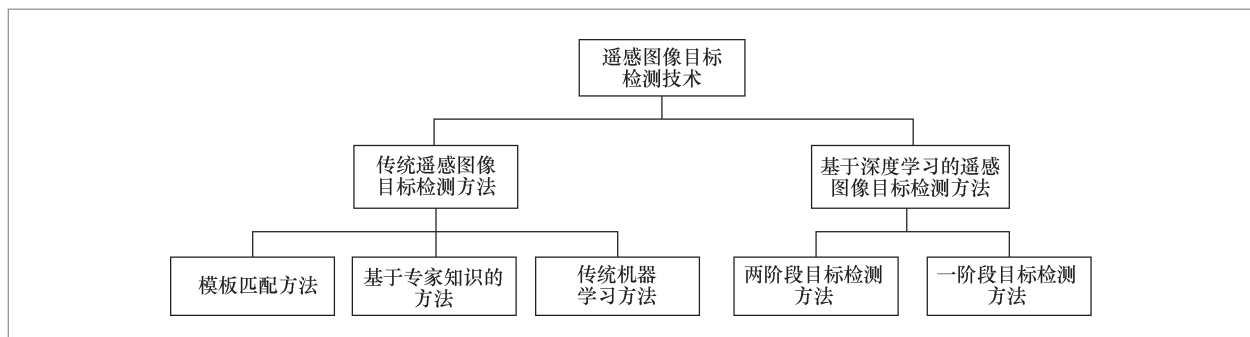 遥感图像目标
检测技术
传统遥感图像
目标检测方法
基于深度学习的遥感
图像目标检测方法
模板匹配方法
基于专家知识的
方法
传统机器
学习方法
两阶段目标检测
方法
一阶段目标检测
方法